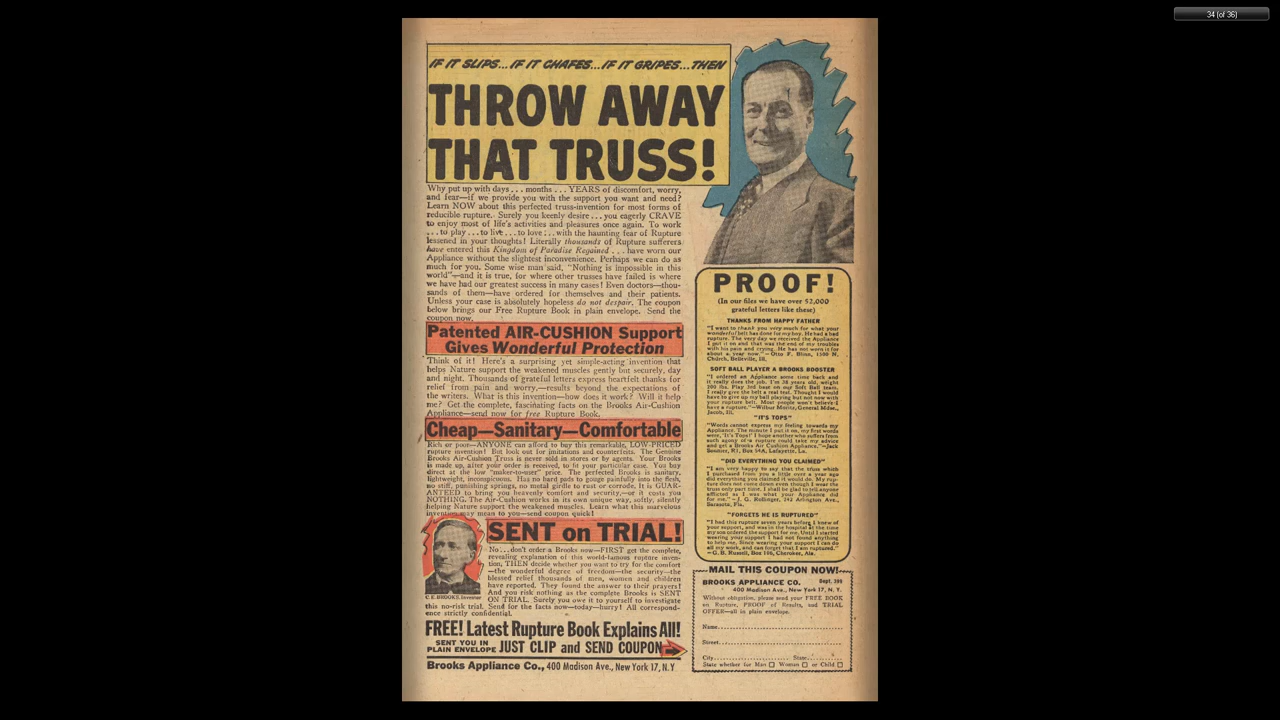 34 (of 36)
IF IT SLIPS...IF IT CHAFES...IF IT GRIPES...THEN
THROW AWAY
THAT TRUSS!
Why put up with days . . . months . . . YEARS of discomfort, worry,
and fear—if we provide you with the support you want and need?
Learn NOW about this perfected truss-invention for most forms of
reducible rupture. Surely you keenly desire . . . you eagerly CRAVE
to enjoy most of life's activities and pleasures once again. To work
. . . to play . . . to live . . . to love . . . with the haunting fear of Rupture
lessened in your thoughts! Literally thousands of Rupture sufferers
have entered this Kingdom of Paradise Regained . . . have worn our
Appliance without the slightest inconvenience. Perhaps we can do as
much for you. Some wise man said, "Nothing is impossible in this
world"—and it is true, for where other trusses have failed is where
we have had our greatest success in many cases! Even doctors—thou-
sands of them—have ordered for themselves and their patients.
Unless your case is absolutely hopeless do not despair. The coupon
below brings our Free Rupture Book in plain envelope. Send the
coupon now.
Patented AIR-CUSHION Support
Gives Wonderful Protection
Think of it! Here's a surprising yet simple-acting invention that
helps Nature support the weakened muscles gently but securely, day
and night. Thousands of grateful letters express heartfelt thanks for
relief from pain and worry,—results beyond the expectations of
the writers. What is this invention—how does it work? Will it help
me? Get the complete, fascinating facts on the Brooks Air-Cushion
Appliance—send now for free Rupture Book.
Cheap—Sanitary—Comfortable
Rich or poor—ANYONE can afford to buy this remarkable, LOW-PRICED
rupture invention! But look out for imitations and counterfeits. The Genuine
Brooks Air-Cushion Truss is never sold in stores or by agents. Your Brooks
is made up, after your order is received, to fit your particular case. You buy
direct at the low "maker-to-user" price. The perfected Brooks is sanitary,
lightweight, inconspicuous. Has no hard pads to gouge painfully into the flesh,
no stiff, punishing springs, no metal girdle to rust or corrode. It is GUAR-
ANTEED to bring you heavenly comfort and security,—or it costs you
NOTHING. The Air-Cushion works in its own unique way, softly, silently
helping Nature support the weakened muscles. Learn what this marvelous
invention may mean to you—send coupon quick!
C. E. BROOKS, Inventor
SENT on TRIAL!
No . . . don't order a Brooks now—FIRST get the complete,
revealing explanation of this world-famous rupture inven-
tion, THEN decide whether you want to try for the comfort
—the wonderful degree of freedom—the security—the
blessed relief thousands of men, women and children
have reported. They found the answer to their prayers!
And you risk nothing as the complete Brooks is SENT
ON TRIAL. Surely you owe it to yourself to investigate
this no-risk trial. Send for the facts now—today—hurry! All correspond-
ence strictly confidential.
FREE! Latest Rupture Book Explains All!
SENT YOU IN
PLAIN ENVELOPE
JUST CLIP and SEND COUPON
Brooks Appliance Co., 400 Madison Ave., New York 17, N. Y
PROOF!
(In our files we have over 52,000
grateful letters like these)
THANKS FROM HAPPY FATHER
"I want to thank you very much for what your
wonderful belt has done for my boy. He had a bad
rupture. The very day we received the Appliance
I put it on and that was the end of my troubles
with his pain and crying. He has not worn it for
about a year now."—Otto F. Blinn, 1100 N.
Church, Belleville, Ill.
SOFT BALL PLAYER A BROOKS BOOSTER
"I ordered an Appliance some time back and
it really does the job. I'm 36 years old, weight
200 lbs. Play 3rd base on our Soft Ball team.
I really give the belt a real test. Thought I would
have to give up my ball playing but not now with
your rupture belt. Most people won't believe I
have a rupture."—Wilbur Moritz, General Mdse.,
Jacob, Ill.
"IT'S TOPS"
"Words cannot express my feeling towards my
Appliance. The minute I put it on, my first words
were, 'It's Tops!' I hope another who suffers from
such agony of a rupture could take my advice
and get a Brooks Air Cushion Appliance."—Jack
Lafayette, La.
"DID EVERYTHING YOU CLAIMED"
"I am very happy to say that the truss which
I purchased from you a little over a year ago
did everything you claimed it would do. My rup-
ture does not come down even though I wear the
truss only part time. I shall be glad to tell anyone
afflicted as I was what your Appliance did
for me."—J. G. Arlington Ave.,
Sarasota, Fla.
"FORGETS HE IS RUPTURED"
"I had this rupture seven years before I knew of
your support, and was in the hospital at the time
my son ordered the support for me. Until I started
wearing your support I had not found anything
to help me. Since wearing your support I can do
all my work, and can forget that I am ruptured."
—G. B. Russell, Box 106, Cherokee, Ala.
MAIL THIS COUPON NOW!
BROOKS APPLIANCE CO.
400 Madison Ave., New York 17, N. Y.
Without obligation, please send your FREE BOOK
on Rupture, PROOF of Results, and TRIAL
OFFER—all in plain envelope.
Name
Street
City State
State whether for Man □ Woman □ or Child □